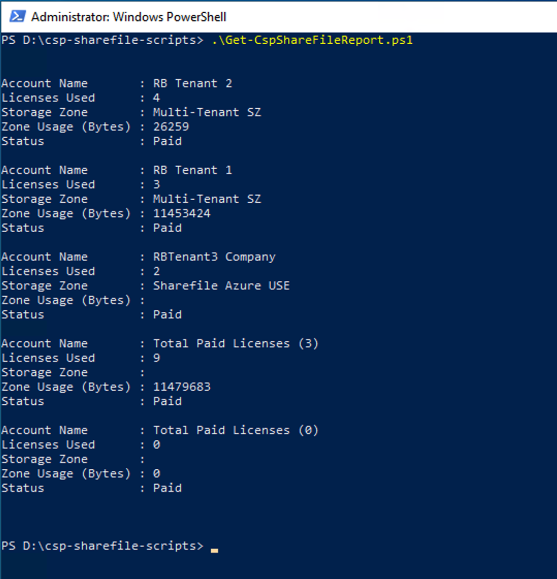 Administrator: Windows PowerShell
PS D:\csp-sharefile-scripts> .\Get-CspShareFileReport.ps1
Account Name : RB Tenant 2
Licenses Used : 4
Storage Zone : Multi-Tenant SZ
Zone Usage (Bytes) : 26259
Status : Paid
Account Name : RB Tenant 1
Licenses Used : 3
Storage Zone : Multi-Tenant SZ
Zone Usage (Bytes) : 11453424
Status : Paid
Account Name : RBTenant3 Company
Licenses Used : 2
Storage Zone : Sharefile Azure USE
Zone Usage (Bytes) :
Status : Paid
Account Name : Total Paid Licenses (3)
Licenses Used : 9
Storage Zone :
Zone Usage (Bytes) : 11479683
Status : Paid
Account Name : Total Paid Licenses (0)
Licenses Used : 0
Storage Zone :
Zone Usage (Bytes) : 0
Status : Paid
PS D:\csp-sharefile-scripts>